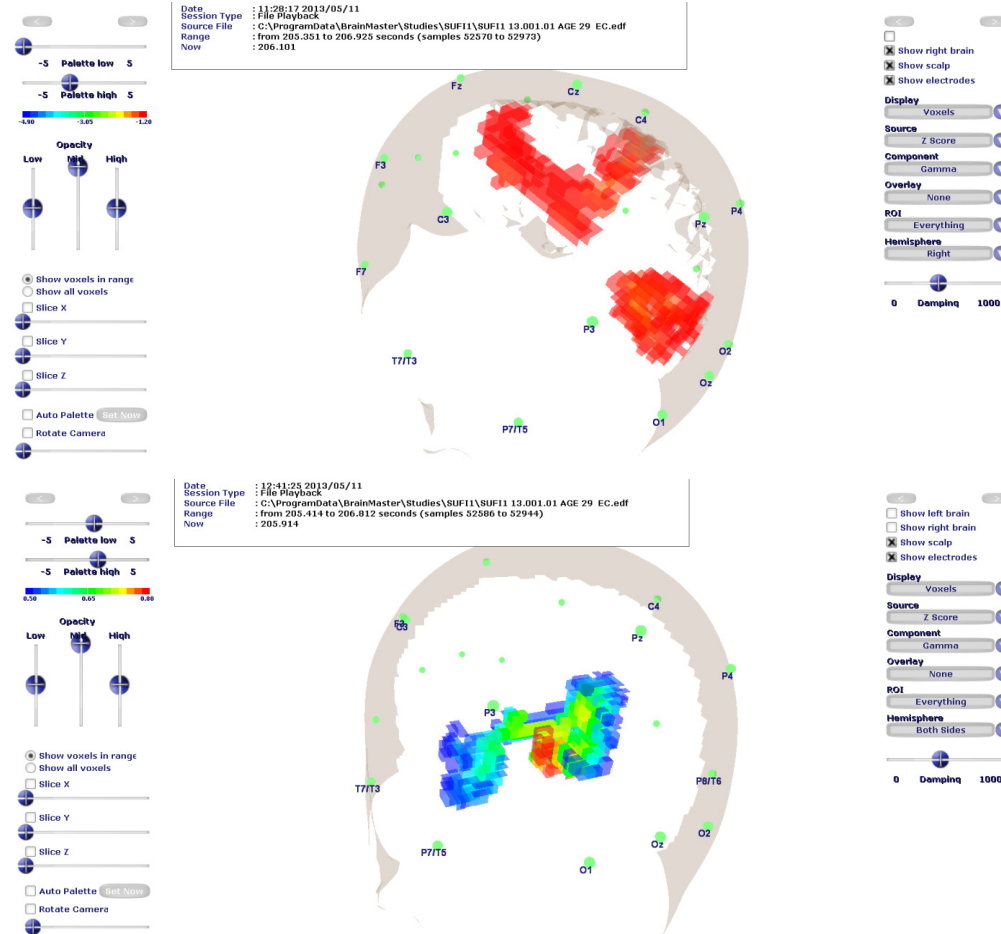 Date : 11:28:17 2013/05/11
Session Type : File Playback
Source File : C:\ProgramData\BrainMaster\Studies\SUFI1\SUFI1 13.001.01 AGE 29 EC.edf
Range : from 205.351 to 206.925 seconds (samples 52570 to 52973)
Now : 206.101
< >
-5 Palette low 5
-5 Palette high 5
-4.90 -3.05 -1.20
Opacity
Low Mid High
Show voxels in range
Show all voxels
Slice X
Slice Y
Slice Z
Auto Palette Set Now
Rotate Camera
Fz
Cz
C4
F3
C3
P4
Pz
F7
P3
T7/T3
O2
Oz
P7/T5
O1
<
Show right brain
Show scalp
Show electrodes
Display
Voxels
Source
Z Score
Component
Gamma
Overlay
None
ROI
Everything
Hemisphere
Right
0 Damping 1000
Date : 12:41:25 2013/05/11
Session Type : File Playback
Source File : C:\ProgramData\BrainMaster\Studies\SUFI1\SUFI1 13.001.01 AGE 29 EC.edf
Range : from 205.414 to 206.812 seconds (samples 52586 to 52944)
Now : 205.914
< >
-5 Palette low 5
-5 Palette high 5
0.50 0.65 0.80
Opacity
Low Mid High
Show voxels in range
Show all voxels
Slice X
Slice Y
Slice Z
Auto Palette Set Now
Rotate Camera
C4
F3
C3
Pz
P4
P3
T7/T3
P8/T6
O2
Oz
P7/T5
O1
<
Show left brain
Show right brain
Show scalp
Show electrodes
Display
Voxels
Source
Z Score
Component
Gamma
Overlay
None
ROI
Everything
Hemisphere
Both Sides
0 Damping 1000